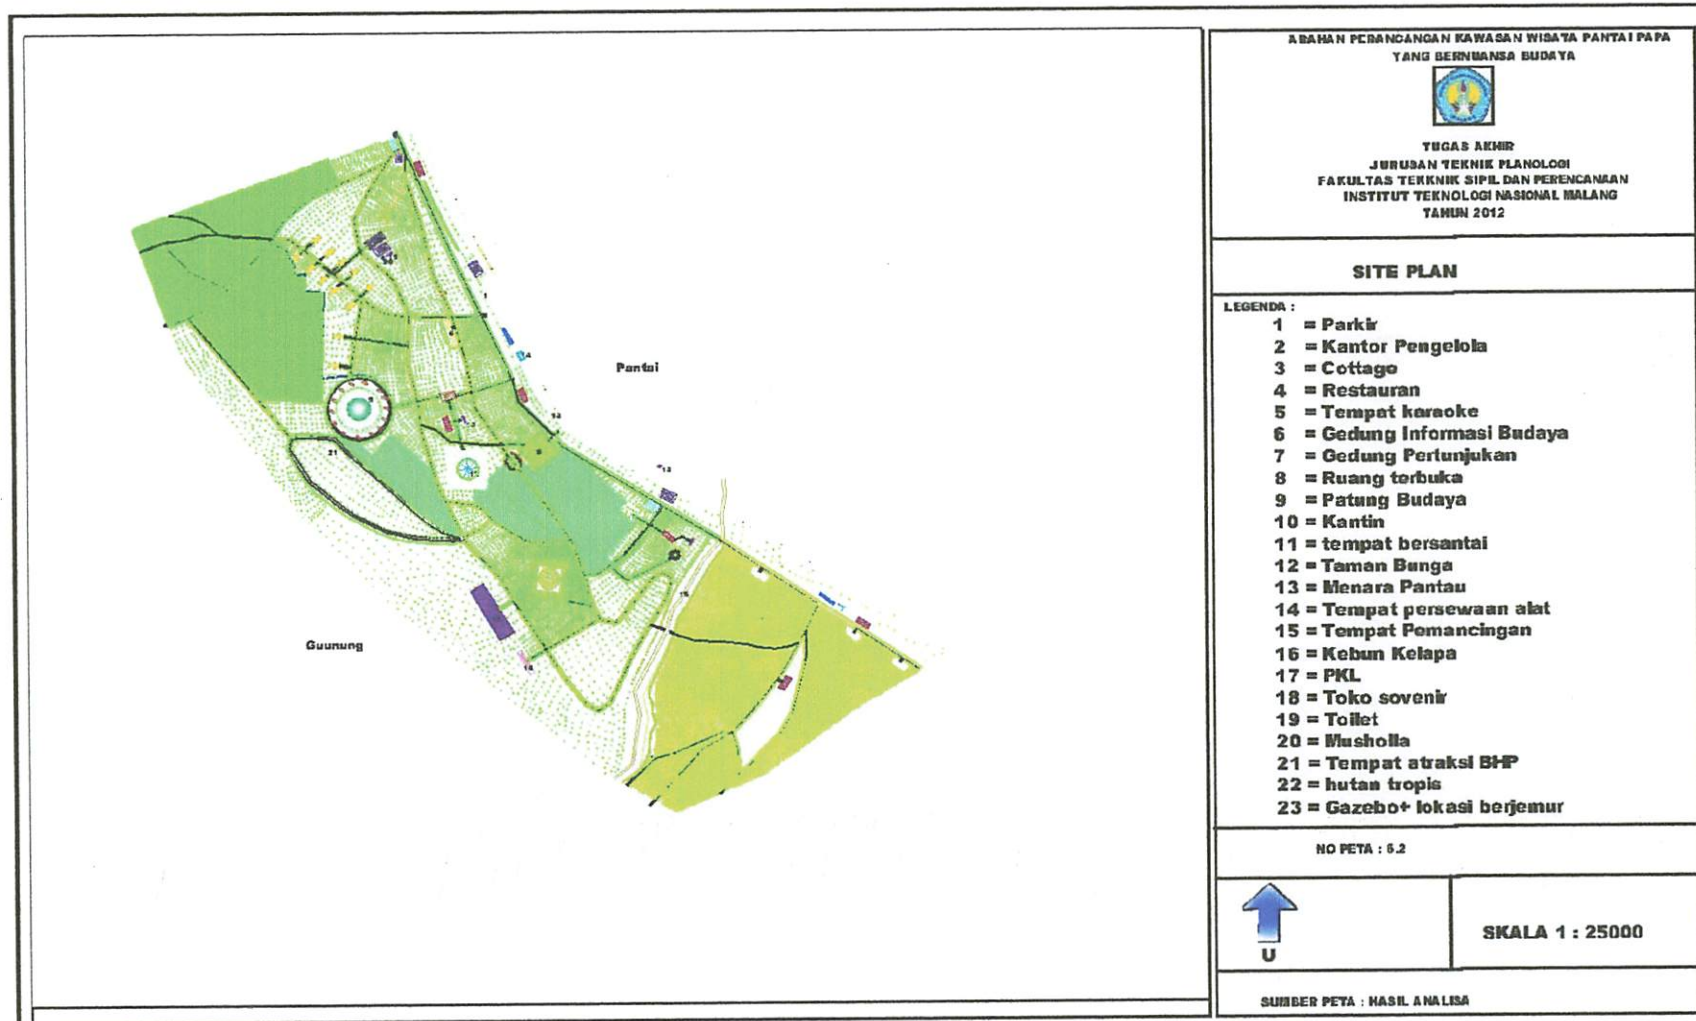 ARAHAN PERANCANGAN KAWASAN WISATA PANTAI PAPA
YANG BERNUANSA BUDAYA
TUGAS AKHIR
JURUSAN TEKNIK PLANOLOGI
FAKULTAS TEKKNIK SIPIL DAN PERENCANAAN
INSTITUT TEKNOLOGI NASIONAL MALANG
TAHUN 2012
SITE PLAN
LEGENDA :
1 = Parkir
2 = Kantor Pengelola
3 = Cottage
4 = Restauran
5 = Tempat karaoke
6 = Gedung Informasi Budaya
7 = Gedung Pertunjukan
8 = Ruang terbuka
9 = Patung Budaya
10 = Kantin
11 = tempat bersantai
12 = Taman Bunga
13 = Menara Pantau
14 = Tempat persewaan alat
15 = Tempat Pemancingan
16 = Kebun Kelapa
17 = PKL
18 = Toko sovenir
19 = Toilet
20 = Musholla
21 = Tempat atraksi BHP
22 = hutan tropis
23 = Gazebo+ lokasi berjemur
NO PETA : 6.2
U
SKALA 1 : 25000
SUMBER PETA : HASIL ANALISA
Pantai
21
Guunung